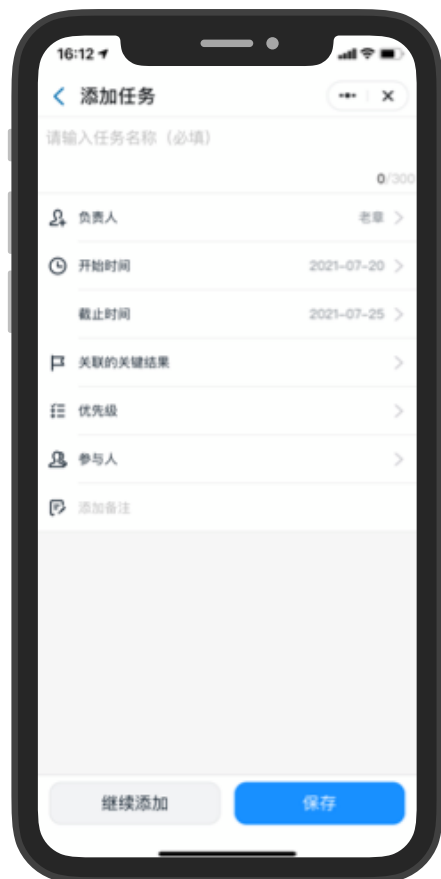 16:12
添加任务
请输入任务名称（必填）
0/300
负责人 老章
开始时间 2021-07-20
截止时间 2021-07-25
关联的关键结果
优先级
参与人
添加备注
继续添加 保存